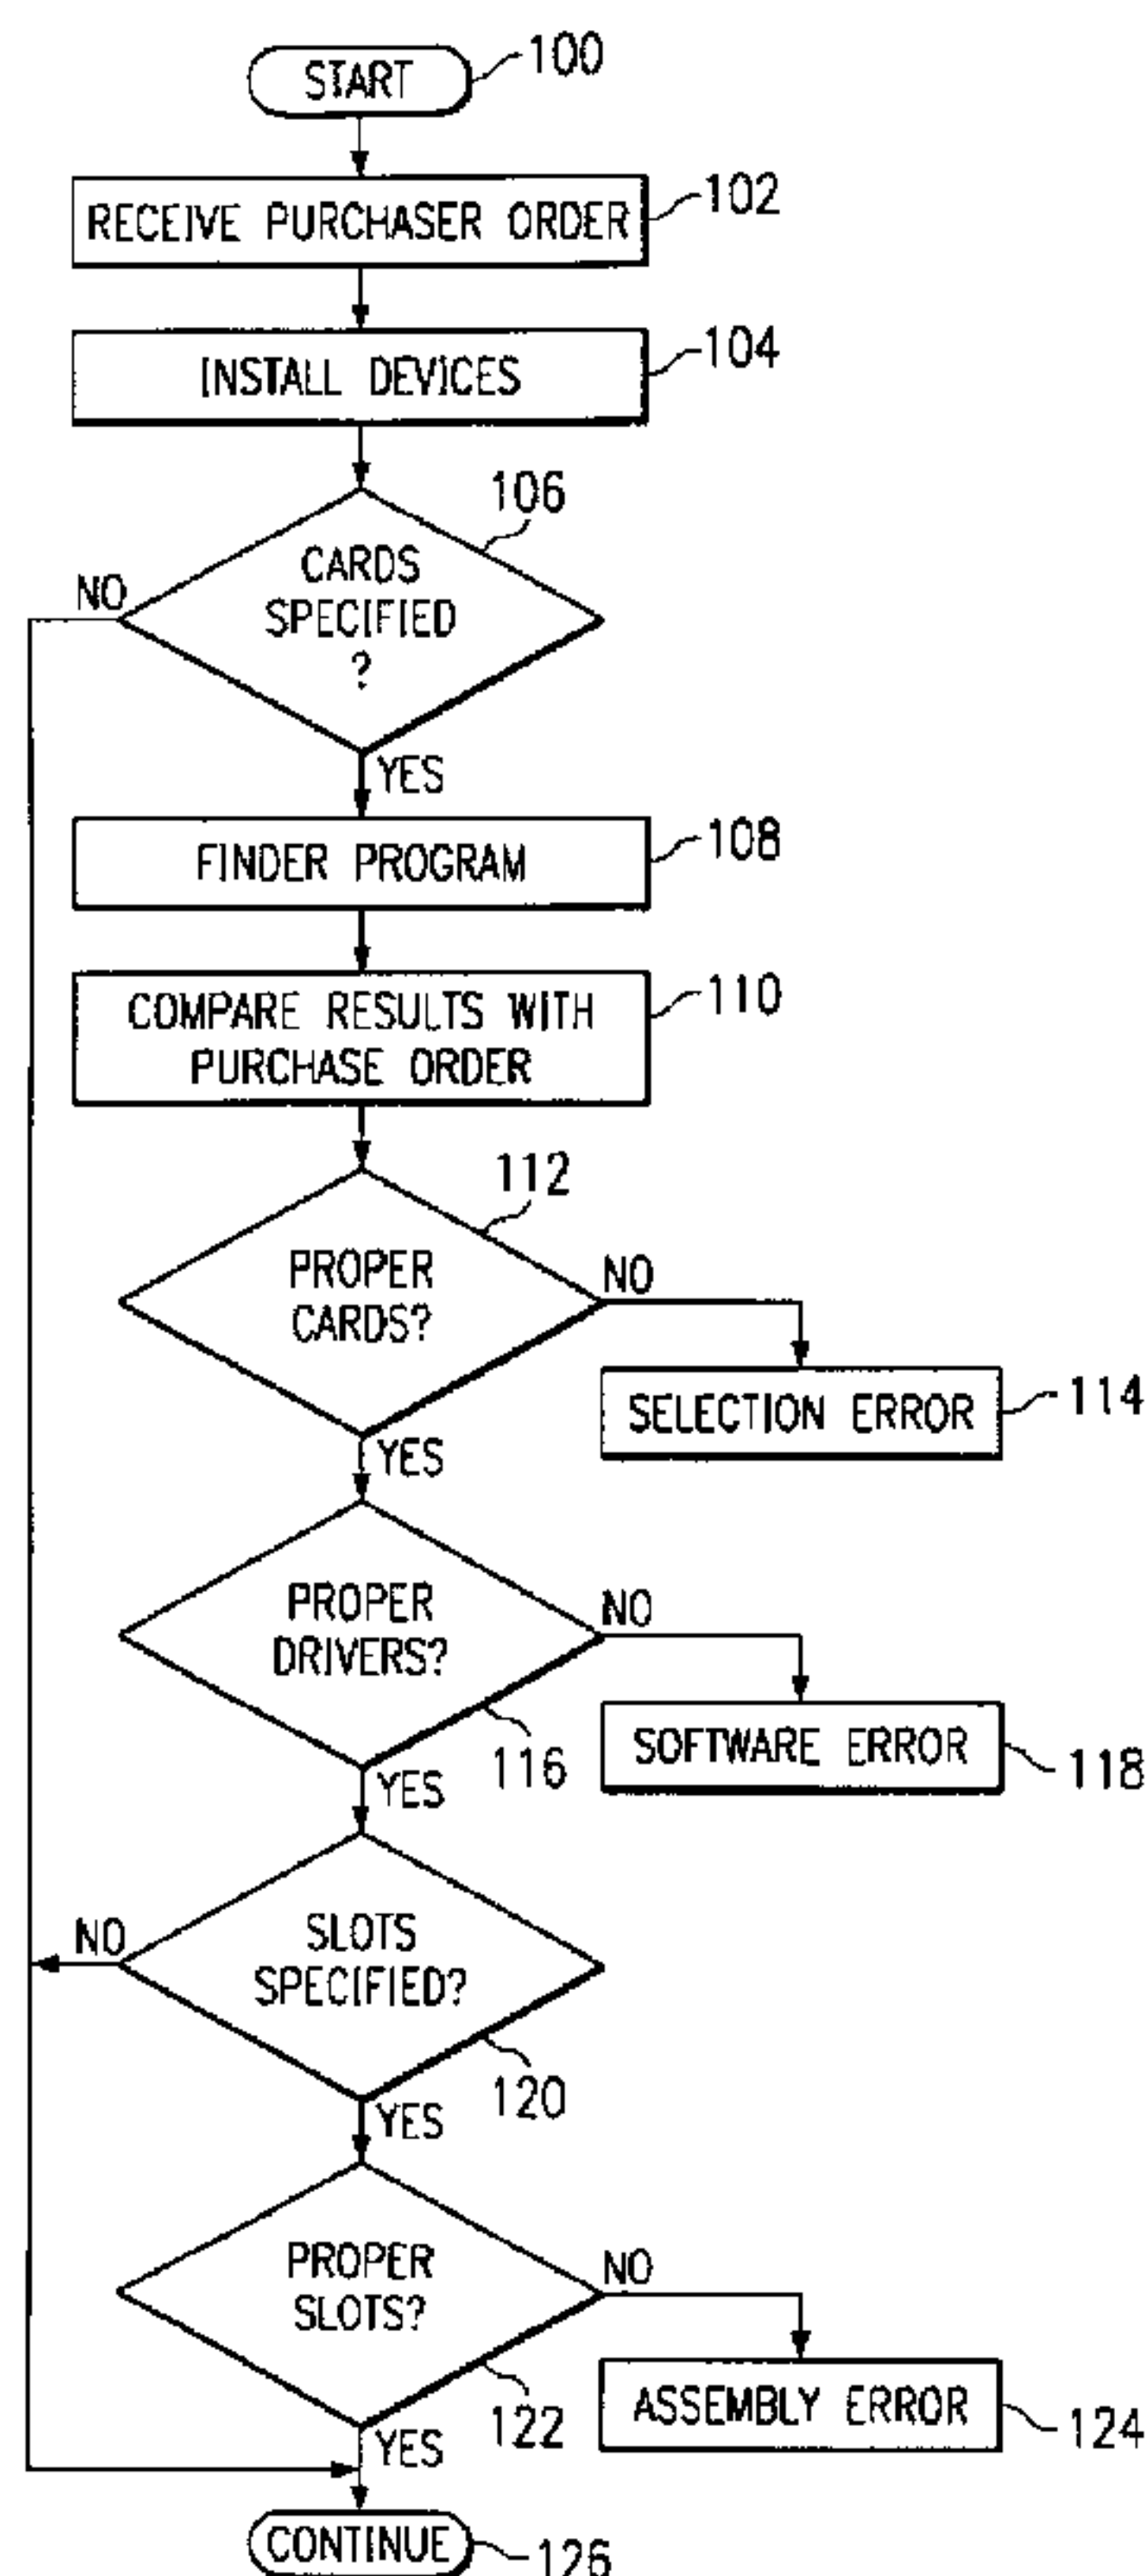 START
100
RECEIVE PURCHASER ORDER
102
INSTALL DEVICES
104
106
CARDS
SPECIFIED
?
NO
YES
FINDER PROGRAM
108
COMPARE RESULTS WITH
PURCHASE ORDER
110
112
PROPER
CARDS?
NO
SELECTION ERROR
114
YES
PROPER
DRIVERS?
NO
116
SOFTWARE ERROR
118
YES
SLOTS
SPECIFIED?
NO
120
YES
PROPER
SLOTS?
NO
122
ASSEMBLY ERROR
124
YES
CONTINUE
126